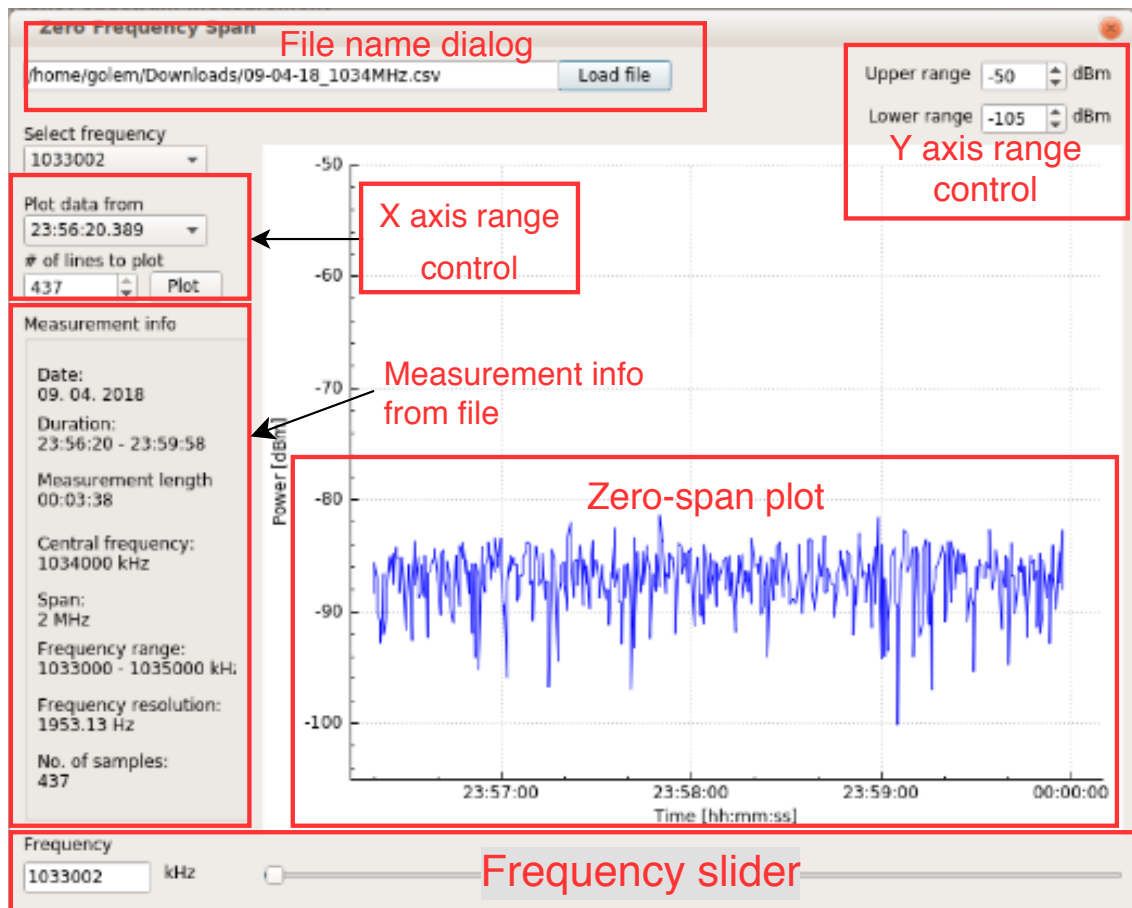 Zero Frequency Span
File name dialog
/home/golem/Downloads/09-04-18_1034MHz.csv
Load file
Upper range -50 dBm
Lower range -105 dBm
Y axis range
control
Select frequency
1033002
Plot data from
23:56:20.389
# of lines to plot
437 Plot
X axis range
control
Measurement info
Date:
09. 04. 2018
Duration:
23:56:20 - 23:59:58
Measurement length
00:03:38
Central frequency:
1034000 kHz
Span:
2 MHz
Frequency range:
1033000 - 1035000 kH
Frequency resolution:
1953.13 Hz
No. of samples:
437
Measurement info
from file
Zero-span plot
Power [dBm]
-50
-60
-70
-80
-90
-100
23:57:00 23:58:00 23:59:00 00:00:00
Time [hh:mm:ss]
Frequency
1033002 kHz
Frequency slider